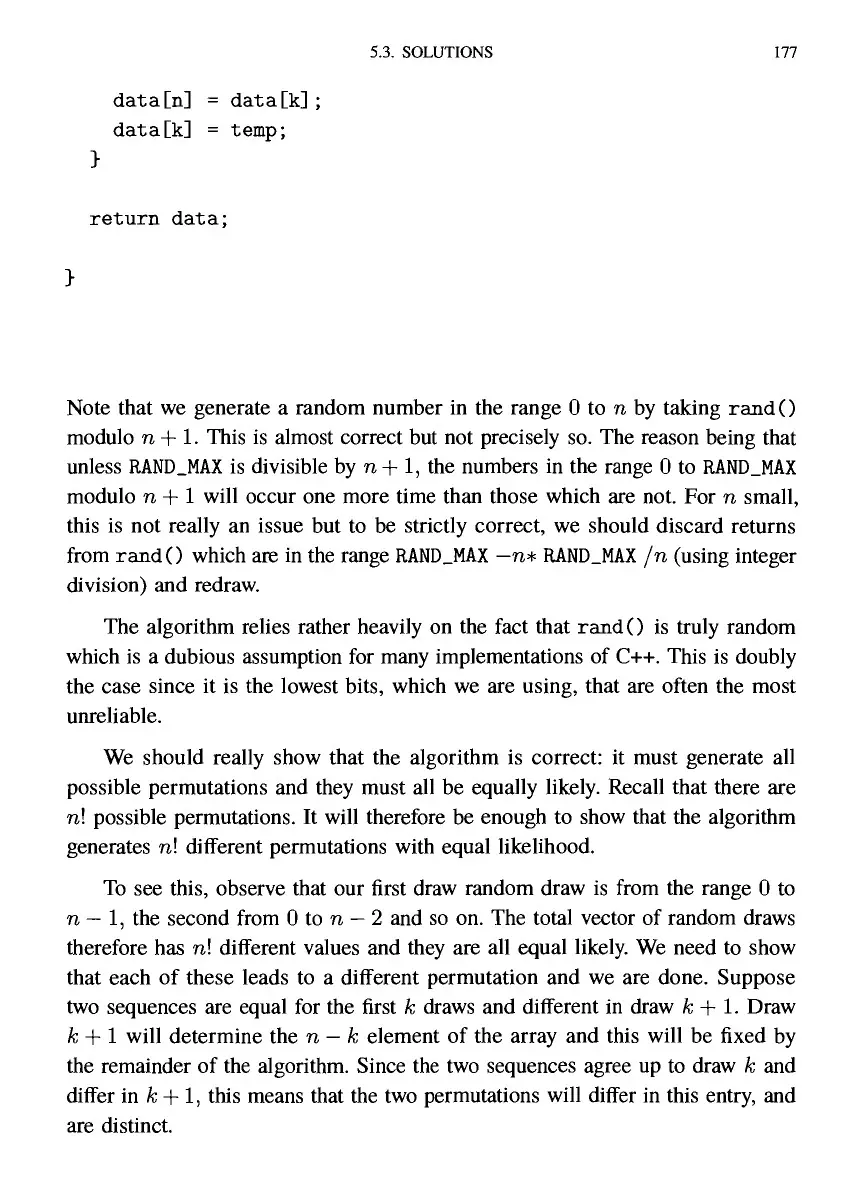 5.3. SOLUTIONS 177
data[n] = data[k];
data[k] = temp;
}
return data;
}
Note that we generate a random number in the range 0 to n by taking rand()
modulo n + 1. This is almost correct but not precisely so. The reason being that
unless RAND_MAX is divisible by n + 1, the numbers in the range 0 to RAND_MAX
modulo n + 1 will occur one more time than those which are not. For n small,
this is not really an issue but to be strictly correct, we should discard returns
from rand() which are in the range RAND_MAX −n* RAND_MAX /n (using integer
division) and redraw.
The algorithm relies rather heavily on the fact that rand() is truly random
which is a dubious assumption for many implementations of C++. This is doubly
the case since it is the lowest bits, which we are using, that are often the most
unreliable.
We should really show that the algorithm is correct: it must generate all
possible permutations and they must all be equally likely. Recall that there are
n! possible permutations. It will therefore be enough to show that the algorithm
generates n! different permutations with equal likelihood.
To see this, observe that our first draw random draw is from the range 0 to
n − 1, the second from 0 to n − 2 and so on. The total vector of random draws
therefore has n! different values and they are all equal likely. We need to show
that each of these leads to a different permutation and we are done. Suppose
two sequences are equal for the first k draws and different in draw k + 1. Draw
k + 1 will determine the n − k element of the array and this will be fixed by
the remainder of the algorithm. Since the two sequences agree up to draw k and
differ in k + 1, this means that the two permutations will differ in this entry, and
are distinct.